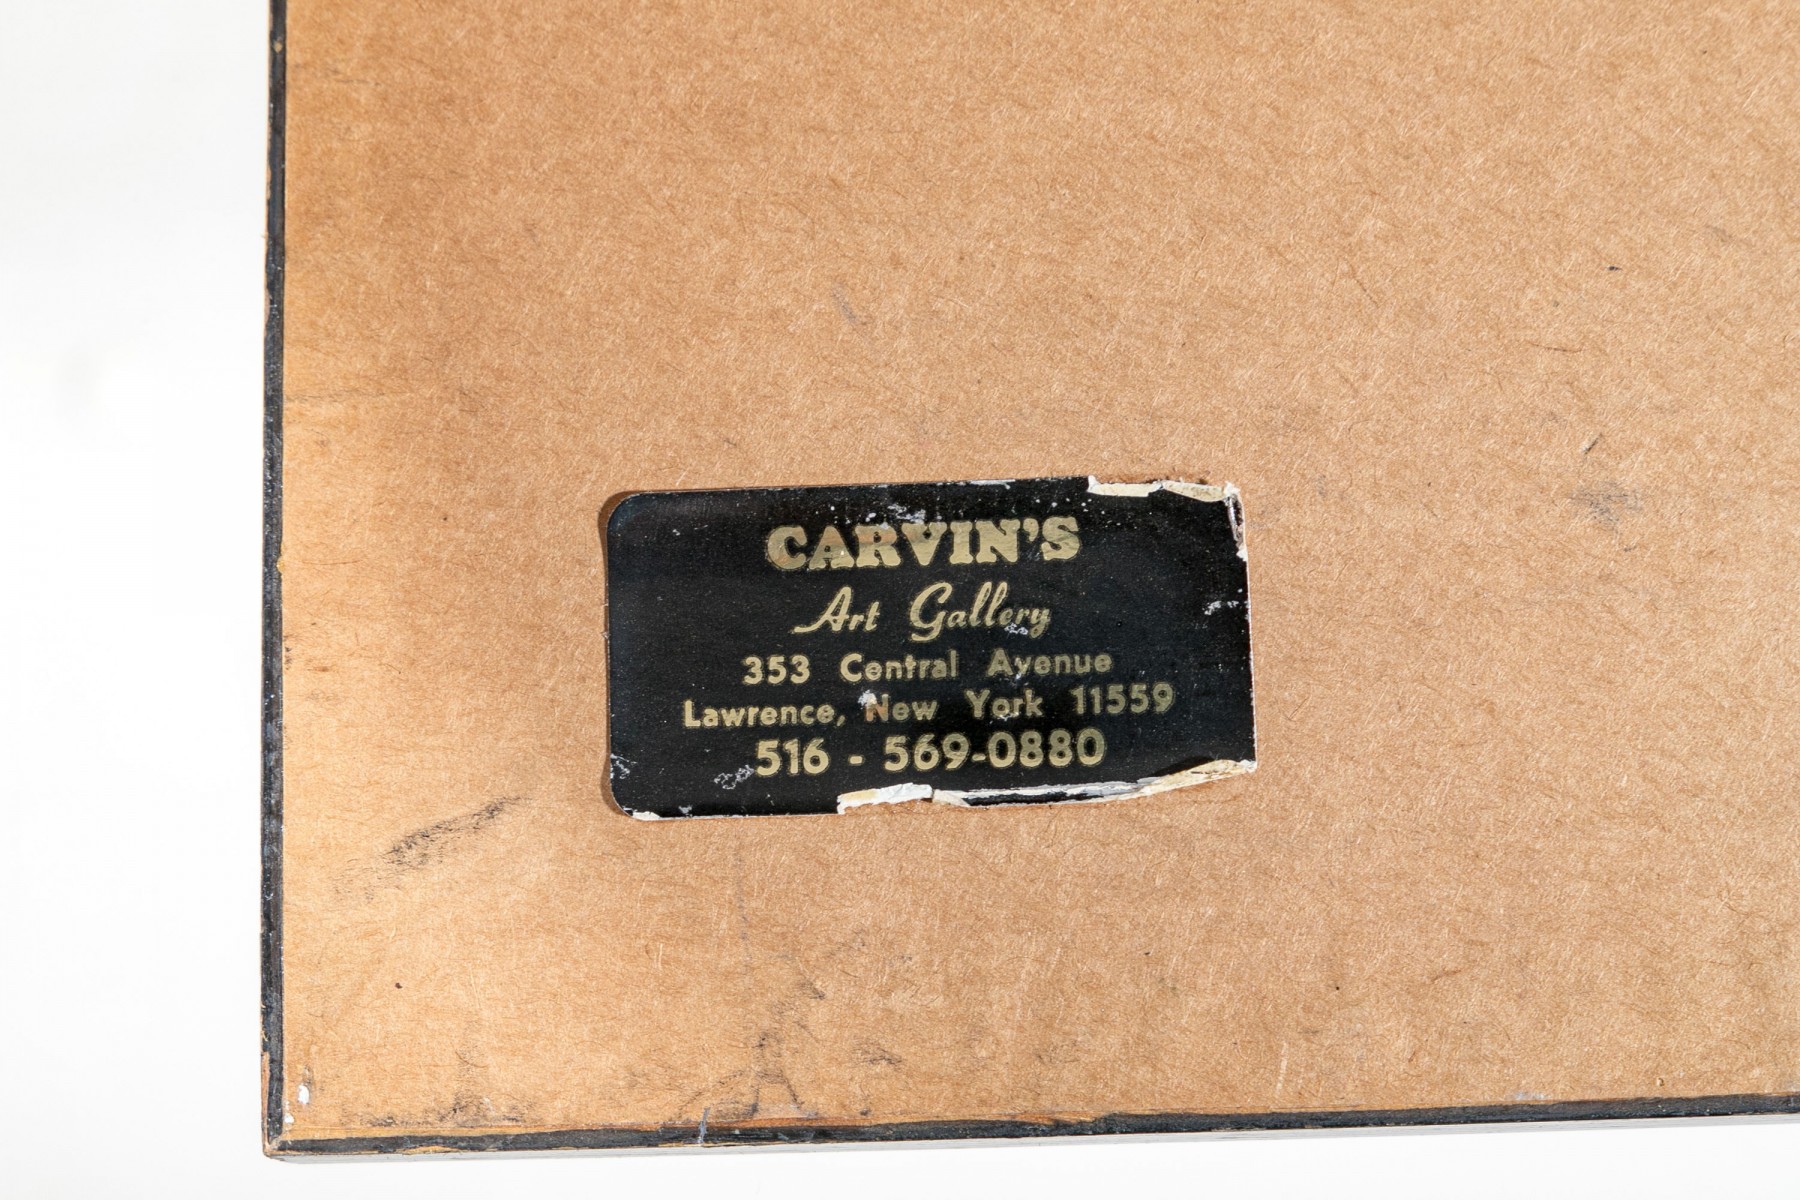 CARVIN'S
Art Gallery
353 Central Avenue
Lawrence, New York 11559
516 - 569-0880